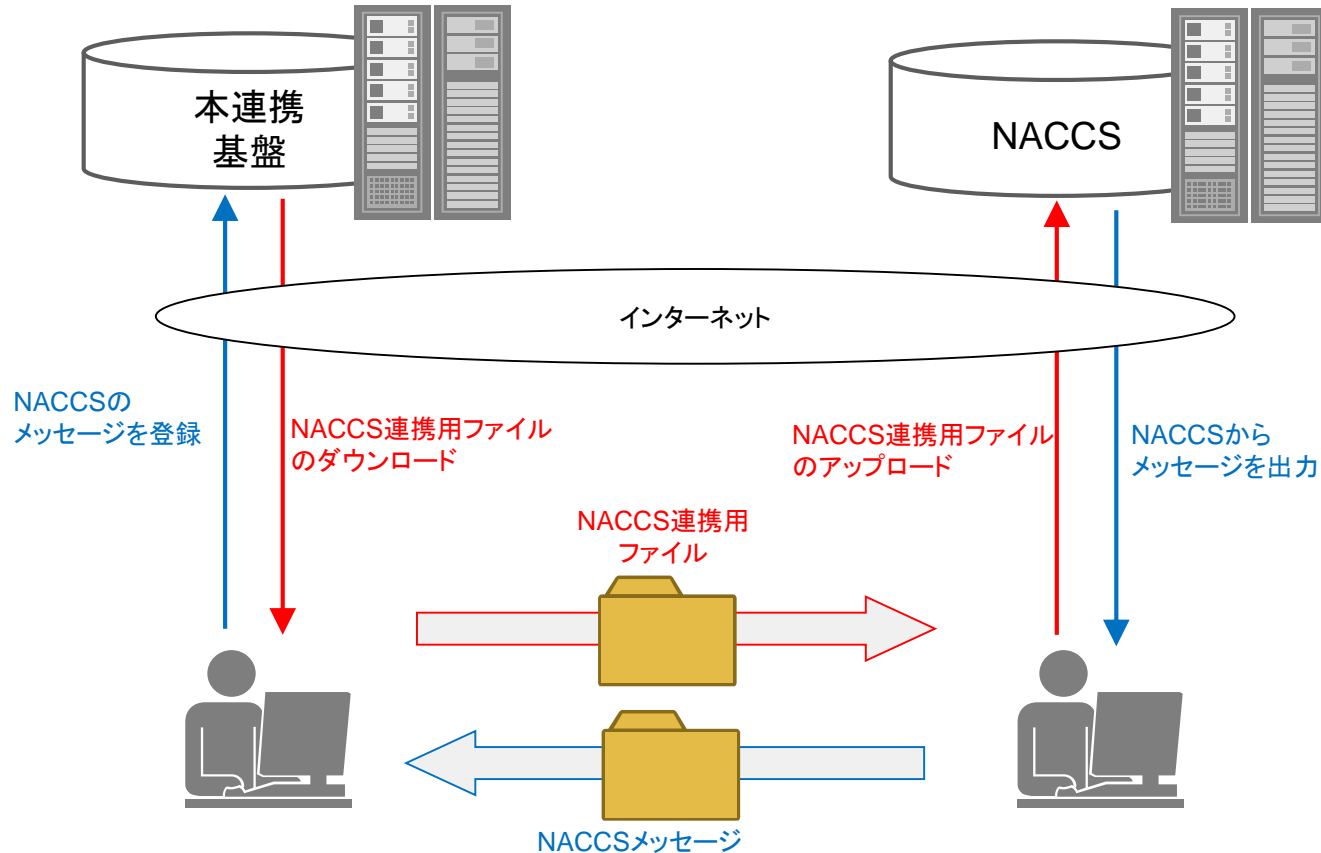 本連携
基盤
NACCS
インターネット
NACCSの
メッセージを登録
NACCS連携用ファイル
のダウンロード
NACCS連携用ファイル
のアップロード
NACCSから
メッセージを出力
NACCS連携用
ファイル
NACCSメッセージ